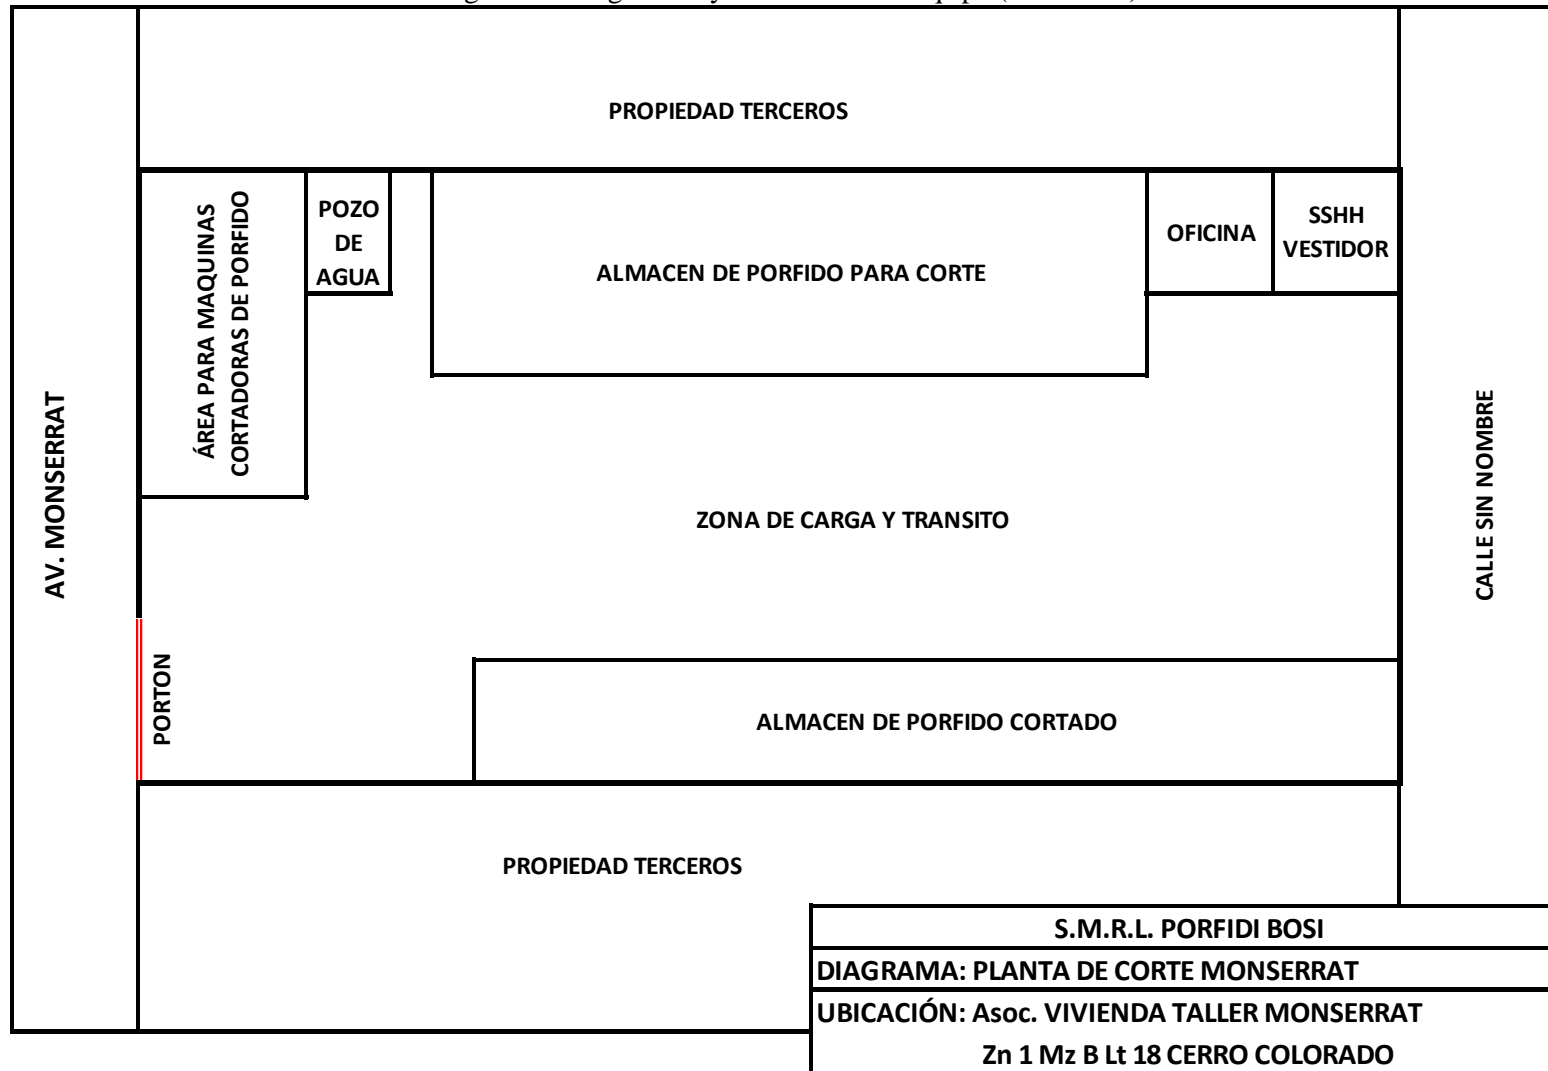 PROPIEDAD TERCEROS
ÁREA PARA MAQUINAS
CORTADORAS DE PORFIDO
POZO
DE
AGUA
ALMACEN DE PORFIDO PARA CORTE
OFICINA
SSHH
VESTIDOR
AV. MONSERRAT
CALLE SIN NOMBRE
ZONA DE CARGA Y TRANSITO
PORTON
ALMACEN DE PORFIDO CORTADO
PROPIEDAD TERCEROS
S.M.R.L. PORFIDI BOSI
DIAGRAMA: PLANTA DE CORTE MONSERRAT
UBICACIÓN: Asoc. VIVIENDA TALLER MONSERRAT
Zn 1 Mz B Lt 18 CERRO COLORADO